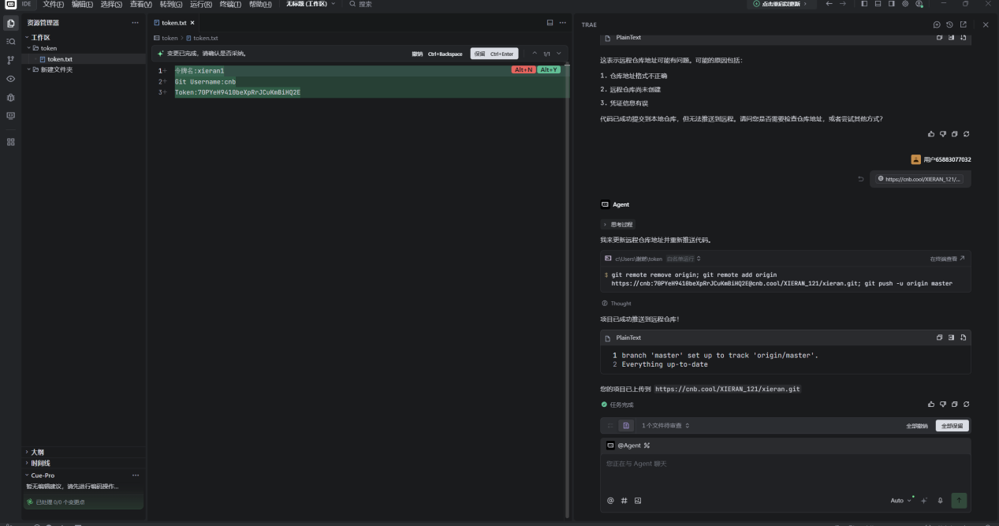 IDE 文件(F) 编辑(E) 选择(S) 查看(V) 转到(G) 运行(R) 终端(T) 帮助(H) 无标题 (工作区) 搜索 点击重启以更新
资源管理器
工作区
token
token.txt
新建文件夹
大纲
时间线
Cue-Pro
暂无编辑建议，请先进行编码操作...
已处理 0/0 个变更点
token.txt
token > token.txt
变更已完成，请确认是否采纳。 撤销 Ctrl+Backspace 保留 Ctrl+Enter 1/1
1+ 令牌名:xieran1 Alt+N Alt+Y
2+ Git Username:cnb
3+ Token:70PYeH9410beXpRrJCuKmBiHQ2E
TRAE
PlainText
这表示远程仓库地址可能有问题。可能的原因包括：
1. 仓库地址格式不正确
2. 远程仓库尚未创建
3. 凭证信息有误
代码已成功提交到本地仓库，但无法推送到远程。请问您是否需要检查仓库地址，或者尝试其他方式？
用户65883077032
https://cnb.cool/XIERAN_121/...
Agent
思考过程
我来更新远程仓库地址并重新推送代码。
token 白名单运行 在终端查看
$ git remote remove origin; git remote add origin
https://cnb:70PYeH9410beXpRrJCuKmBiHQ2E@cnb.cool/XIERAN_121/xieran.git; git push -u origin master
Thought
项目已成功推送到远程仓库！
PlainText
1 branch 'master' set up to track 'origin/master'.
2 Everything up-to-date
您的项目已上传到 https://cnb.cool/XIERAN_121/xieran.git
任务完成
1 个文件待审查 全部撤销 全部保留
@Agent
您正在与 Agent 聊天
@ # Auto